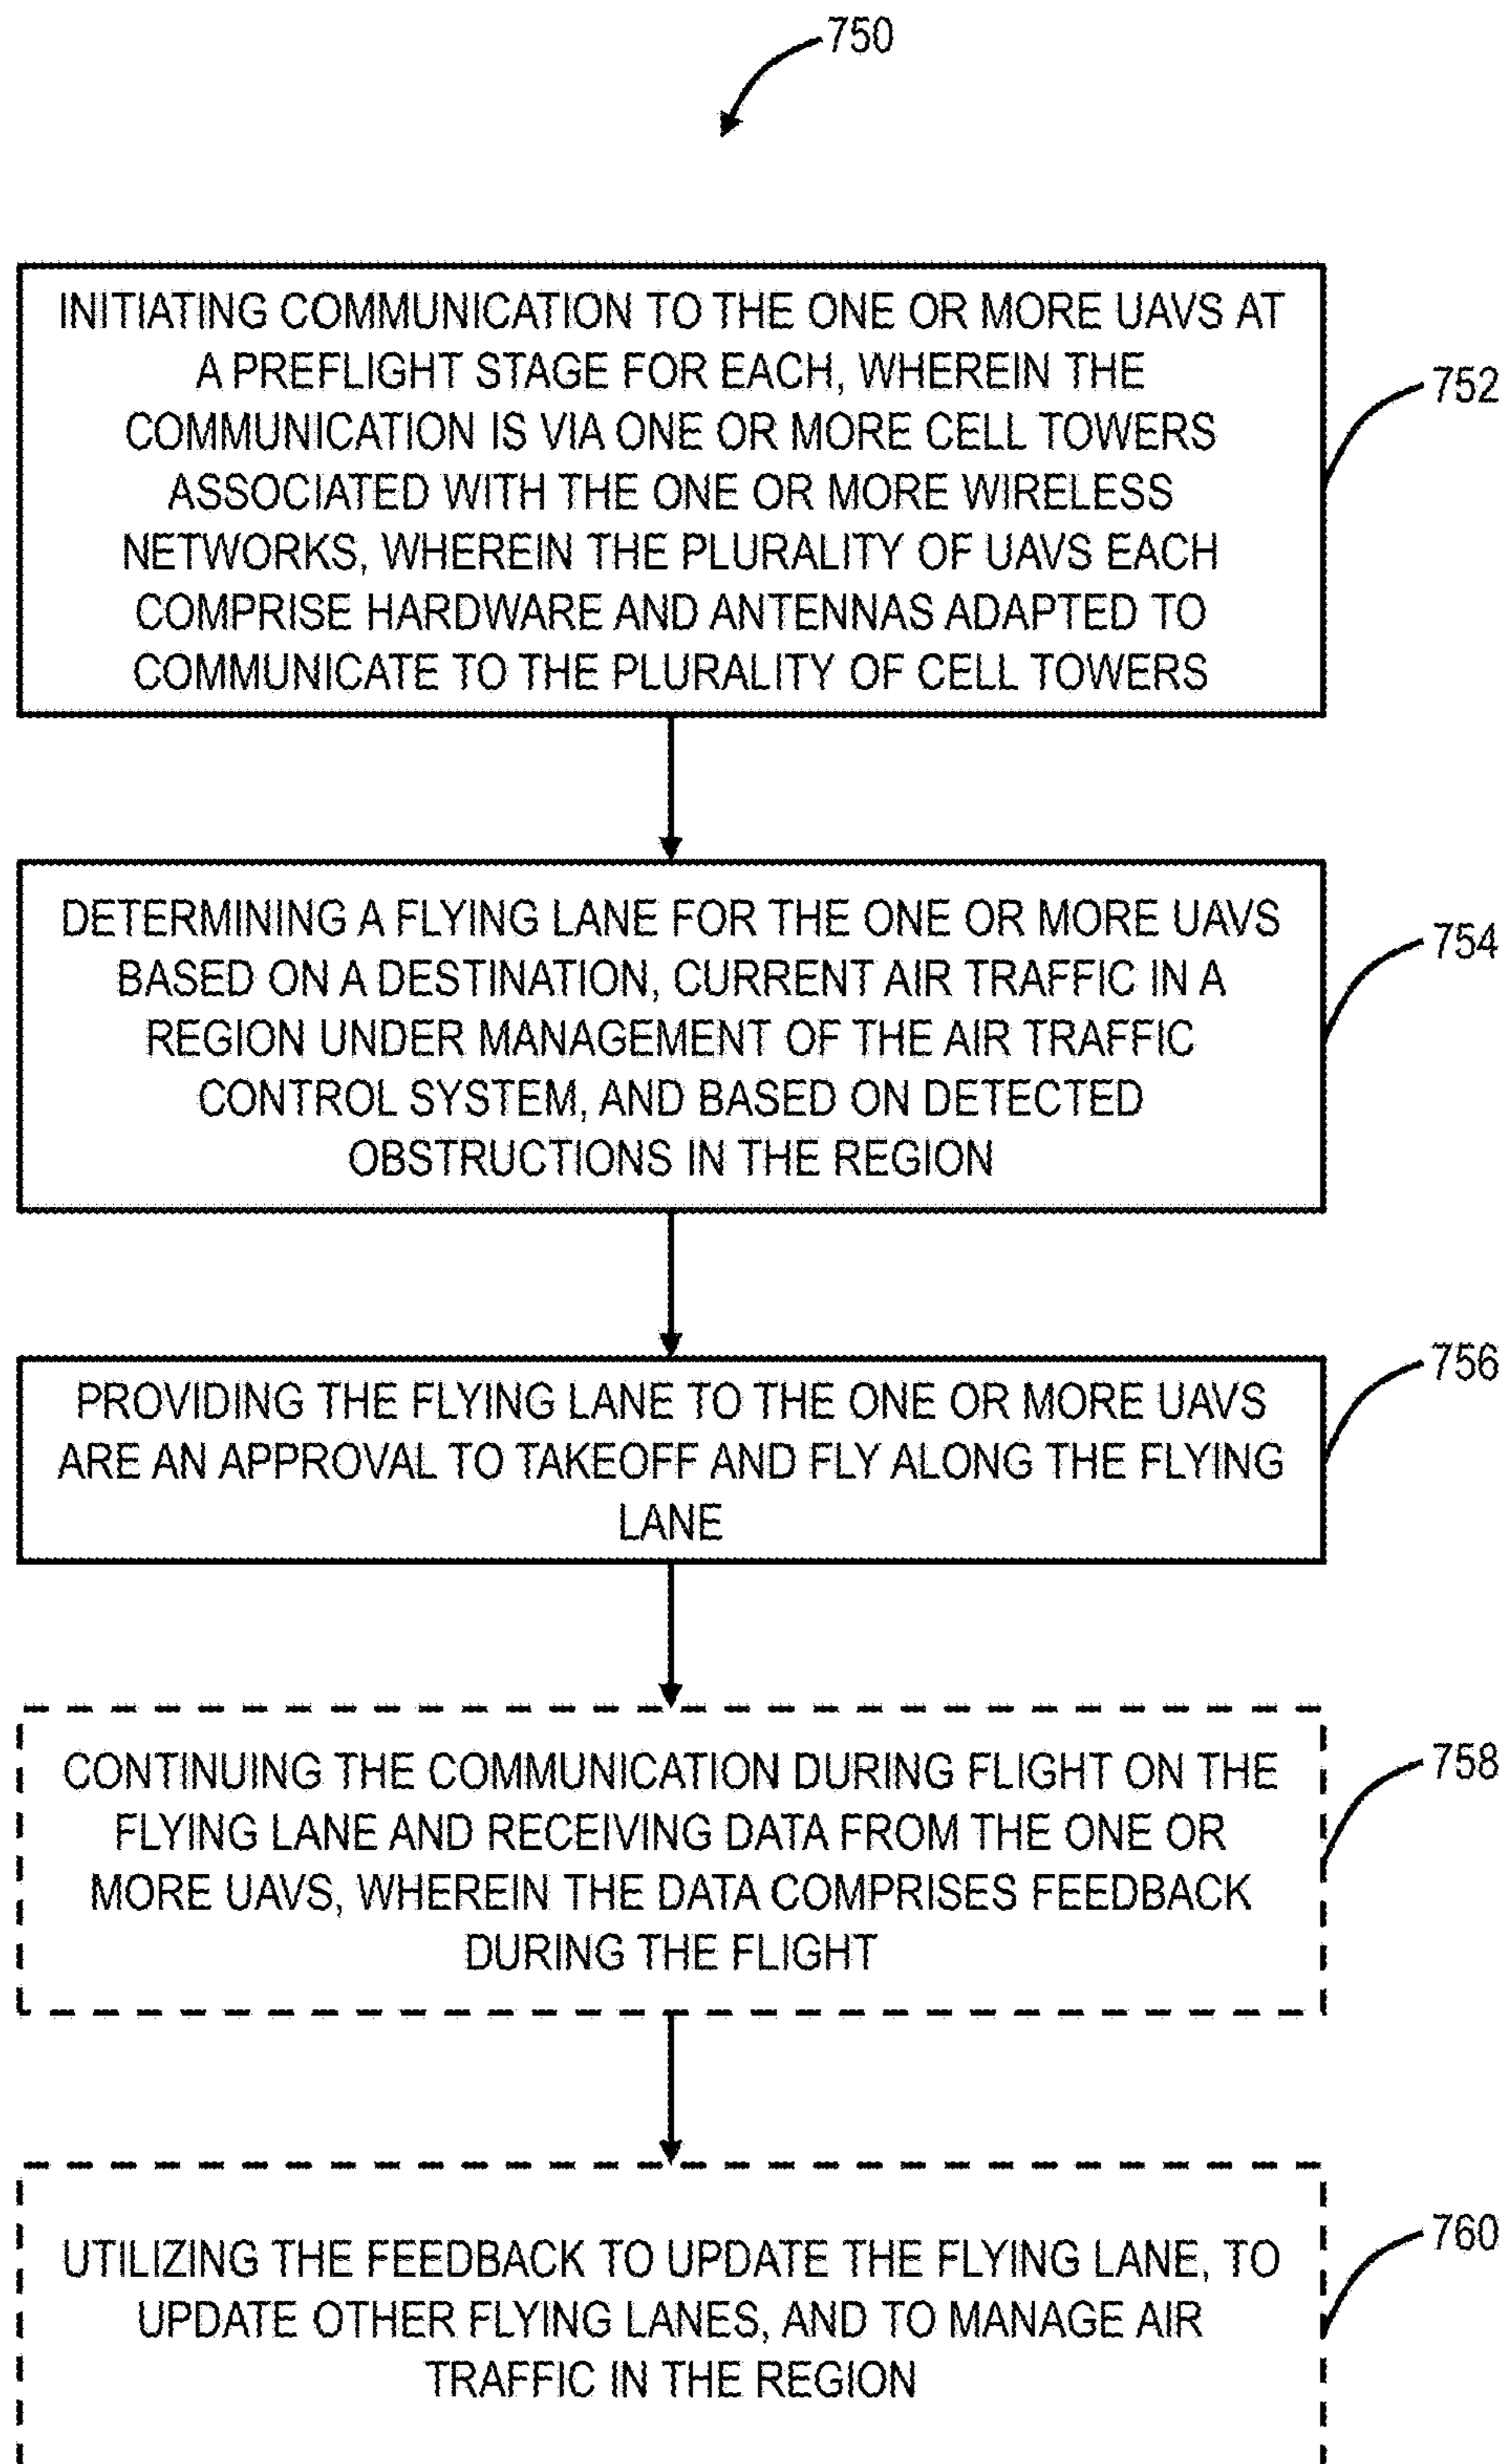 750
INITIATING COMMUNICATION TO THE ONE OR MORE UAVS AT
A PREFLIGHT STAGE FOR EACH, WHEREIN THE
COMMUNICATION IS VIA ONE OR MORE CELL TOWERS
ASSOCIATED WITH THE ONE OR MORE WIRELESS
NETWORKS, WHEREIN THE PLURALITY OF UAVS EACH
COMPRISE HARDWARE AND ANTENNAS ADAPTED TO
COMMUNICATE TO THE PLURALITY OF CELL TOWERS
752
DETERMINING A FLYING LANE FOR THE ONE OR MORE UAVS
BASED ON A DESTINATION, CURRENT AIR TRAFFIC IN A
REGION UNDER MANAGEMENT OF THE AIR TRAFFIC
CONTROL SYSTEM, AND BASED ON DETECTED
OBSTRUCTIONS IN THE REGION
754
PROVIDING THE FLYING LANE TO THE ONE OR MORE UAVS
ARE AN APPROVAL TO TAKEOFF AND FLY ALONG THE FLYING
LANE
756
CONTINUING THE COMMUNICATION DURING FLIGHT ON THE
FLYING LANE AND RECEIVING DATA FROM THE ONE OR
MORE UAVS, WHEREIN THE DATA COMPRISES FEEDBACK
DURING THE FLIGHT
758
UTILIZING THE FEEDBACK TO UPDATE THE FLYING LANE, TO
UPDATE OTHER FLYING LANES, AND TO MANAGE AIR
TRAFFIC IN THE REGION
760